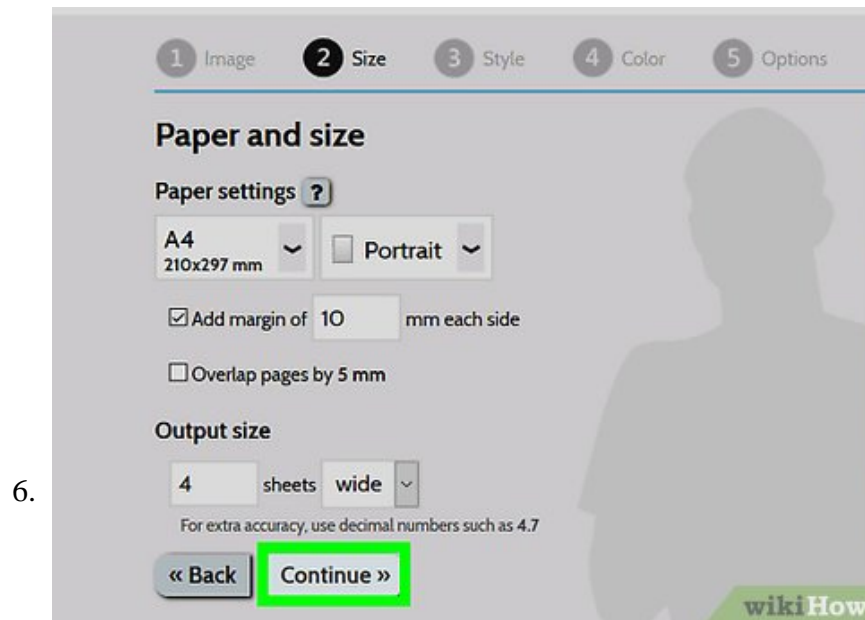 1 Image 2 Size 3 Style 4 Color 5 Options
Paper and size
Paper settings ?
A4
210x297 mm
Portrait
Add margin of 10 mm each side
Overlap pages by 5 mm
Output size
6.
4 sheets wide
For extra accuracy, use decimal numbers such as 4.7
« Back Continue »
wikiHow